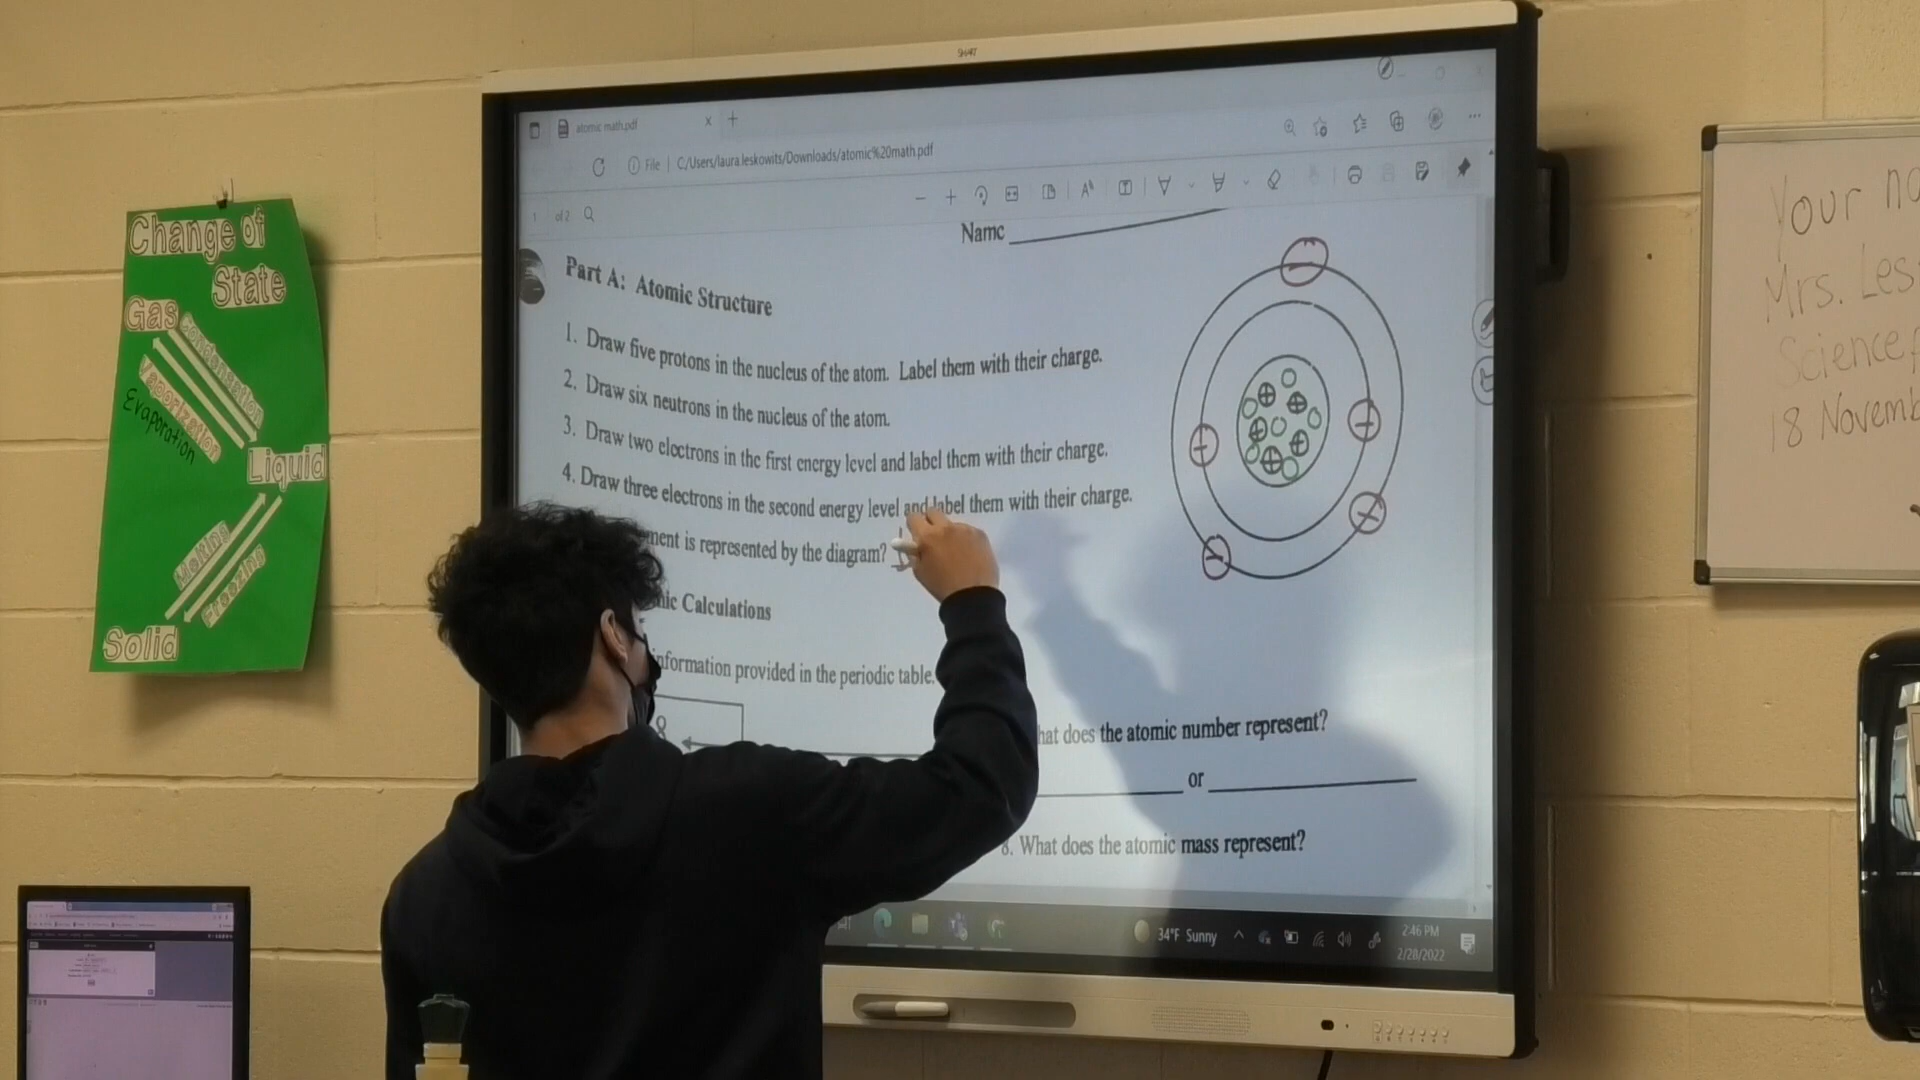 Change of
State
Gas
Condensation
Vaporization
Evaporation
Liquid
Melting
Freezing
Solid
SMART
atomic math.pdf
File | C:/Users/laura.leskowits/Downloads/atomic%20math.pdf
1 of 2
Name
Part A: Atomic Structure
1. Draw five protons in the nucleus of the atom. Label them with their charge.
2. Draw six neutrons in the nucleus of the atom.
3. Draw two electrons in the first energy level and label them with their charge.
4. Draw three electrons in the second energy level and label them with their charge.
is represented by the diagram?
Calculations
information provided in the periodic table.
8
does the atomic number represent?
or
8. What does the atomic mass represent?
34°F Sunny
2:46 PM
2/28/2022
Your
Mrs.
Science
18